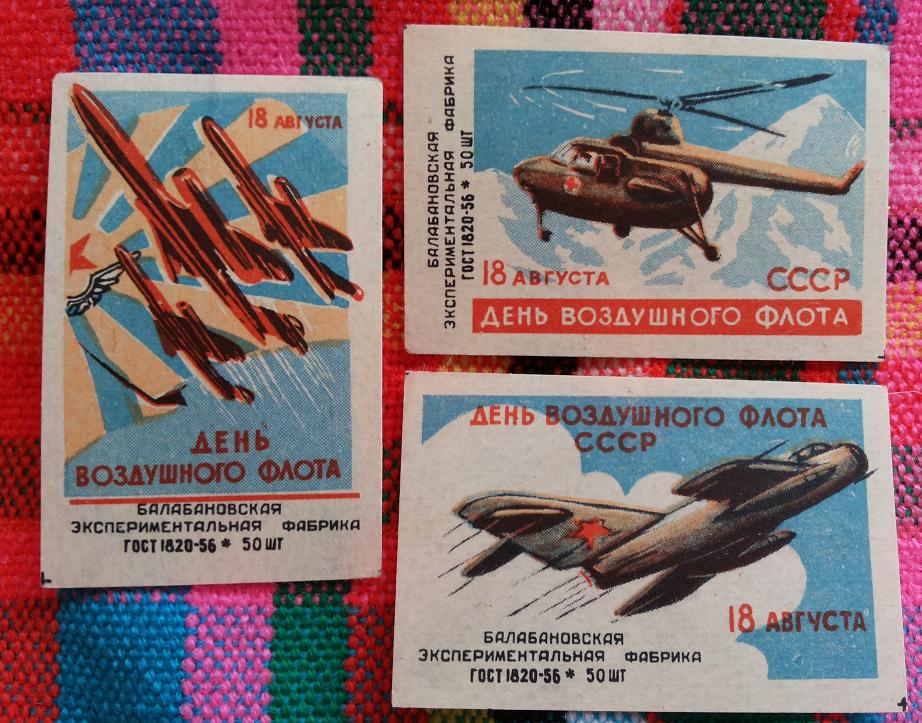 18 АВГУСТА
ДЕНЬ
ВОЗДУШНОГО ФЛОТА
БАЛАБАНОВСКАЯ
ЭКСПЕРИМЕНТАЛЬНАЯ ФАБРИКА
ГОСТ 1820-56 * 50 ШТ
БАЛАБАНОВСКАЯ
ЭКСПЕРИМЕНТАЛЬНАЯ ФАБРИКА
ГОСТ 1820-56 * 50 ШТ
18 АВГУСТА СССР
ДЕНЬ ВОЗДУШНОГО ФЛОТА
ДЕНЬ ВОЗДУШНОГО ФЛОТА
СССР
18 АВГУСТА
БАЛАБАНОВСКАЯ
ЭКСПЕРИМЕНТАЛЬНАЯ ФАБРИКА
ГОСТ 1820-56 * 50 ШТ